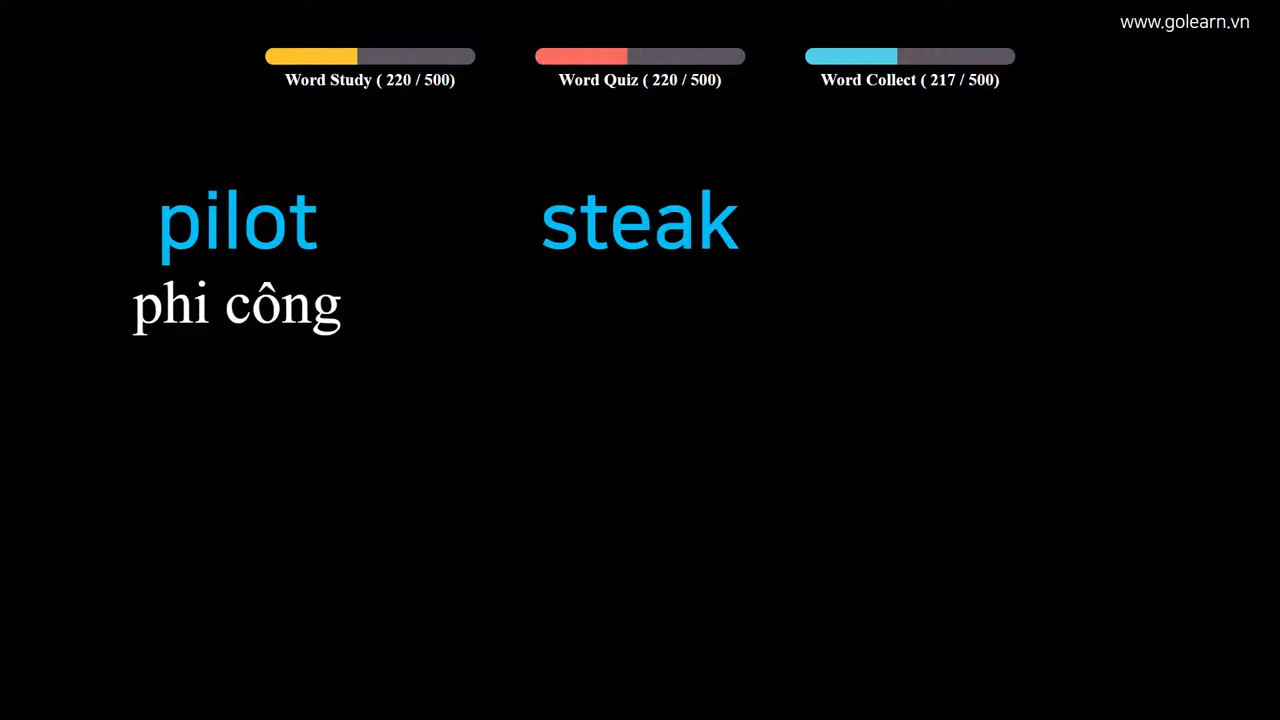 www.golearn.vn
Word Study ( 220 / 500)
Word Quiz ( 220 / 500)
Word Collect ( 217 / 500)
pilot
phi công
steak